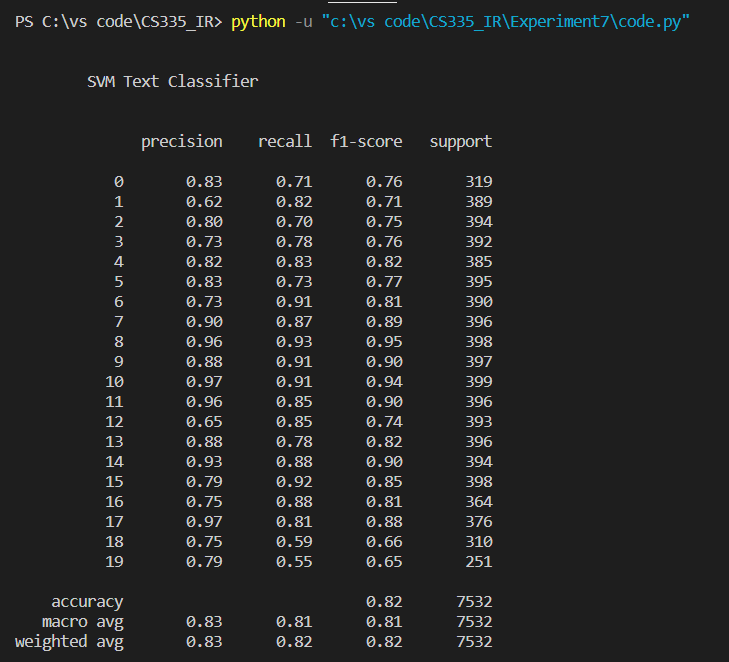 PS C:\vs code\CS335_IR> python -u "c:\vs code\CS335_IR\Experiment7\code.py"
SVM Text Classifier
precision recall f1-score support
0 0.83 0.71 0.76 319
1 0.62 0.82 0.71 389
2 0.80 0.70 0.75 394
3 0.73 0.78 0.76 392
4 0.82 0.83 0.82 385
5 0.83 0.73 0.77 395
6 0.73 0.91 0.81 390
7 0.90 0.87 0.89 396
8 0.96 0.93 0.95 398
9 0.88 0.91 0.90 397
10 0.97 0.91 0.94 399
11 0.96 0.85 0.90 396
12 0.65 0.85 0.74 393
13 0.88 0.78 0.82 396
14 0.93 0.88 0.90 394
15 0.79 0.92 0.85 398
16 0.75 0.88 0.81 364
17 0.97 0.81 0.88 376
18 0.75 0.59 0.66 310
19 0.79 0.55 0.65 251
accuracy 0.82 7532
macro avg 0.83 0.81 0.81 7532
weighted avg 0.83 0.82 0.82 7532